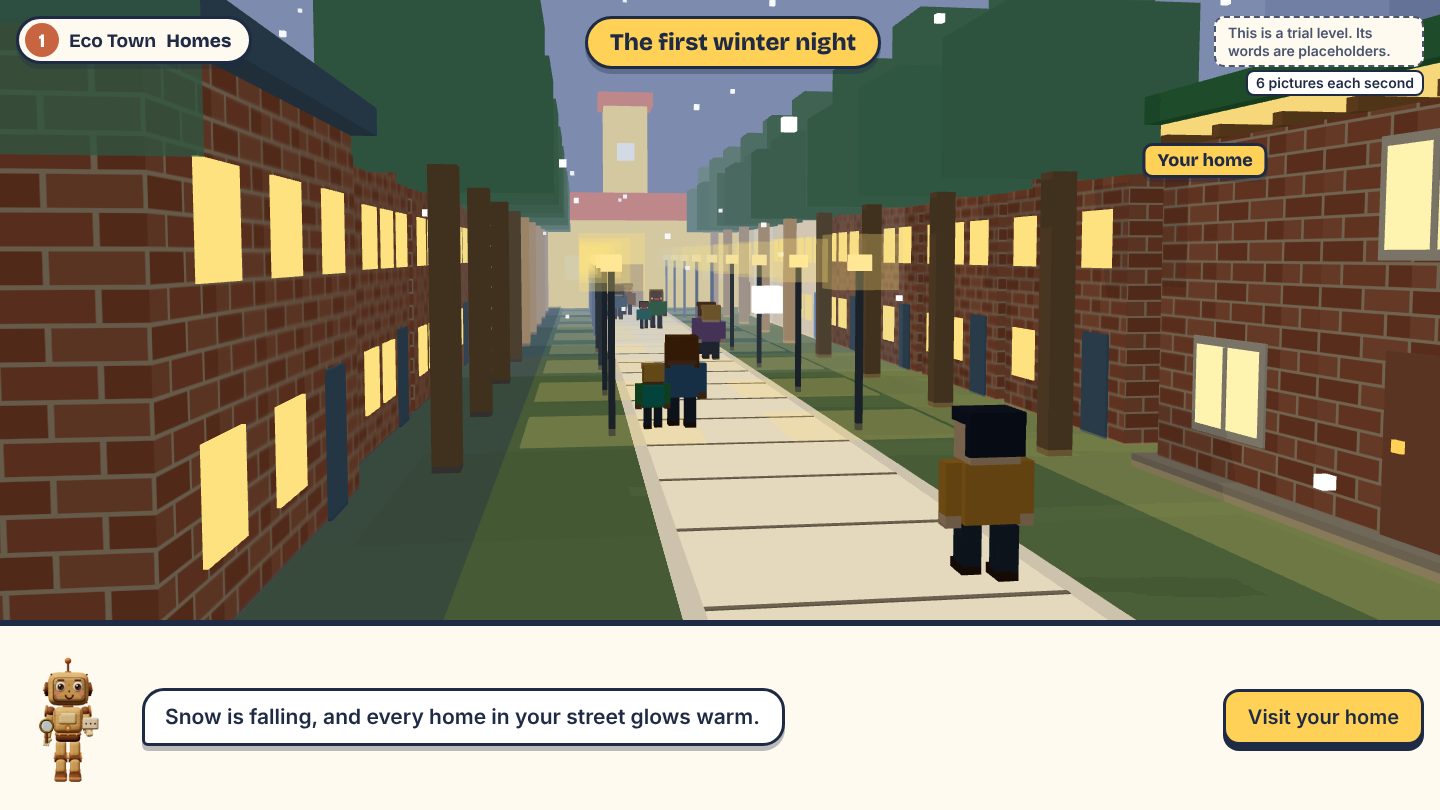 1 Eco Town Homes
The first winter night
This is a trial level. Its
words are placeholders.
6 pictures each second
Your home
Snow is falling, and every home in your street glows warm.
Visit your home